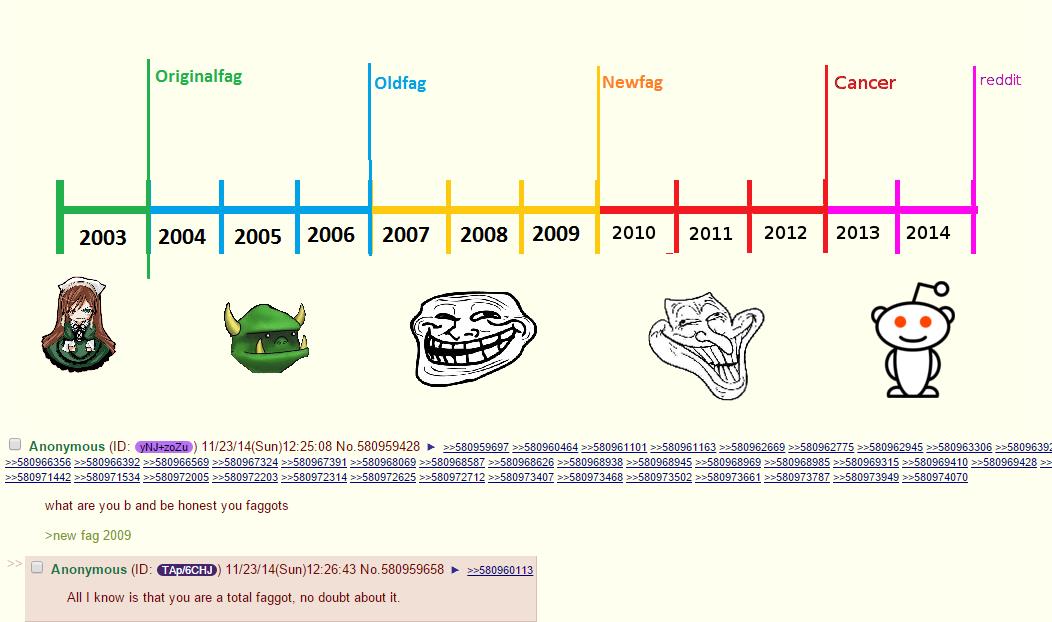 Originalfag
Oldfag
Newfag
Cancer
reddit
2003 2004 2005 2006 2007 2008 2009 2010 2011 2012 2013 2014
Anonymous (ID: yNJ+zoZu) 11/23/14(Sun)12:25:08 No.580959428 ► >>580959697 >>580960464 >>580961101 >>580961163 >>580962669 >>580962775 >>580962945 >>580963306 >>58096392
>>580966356 >>580966392 >>580966569 >>580967324 >>580967391 >>580968069 >>580968587 >>580968626 >>580968938 >>580968945 >>580968969 >>580968985 >>580969315 >>580969410 >>580969428 >>
>>580971442 >>580971534 >>580972005 >>580972203 >>580972314 >>580972625 >>580972712 >>580973407 >>580973468 >>580973502 >>580973661 >>580973787 >>580973949 >>580974070
what are you b and be honest you faggots
>new fag 2009
>> Anonymous (ID: TAp/6CHJ) 11/23/14(Sun)12:26:43 No.580959658 ► >>580960113
All I know is that you are a total faggot, no doubt about it.